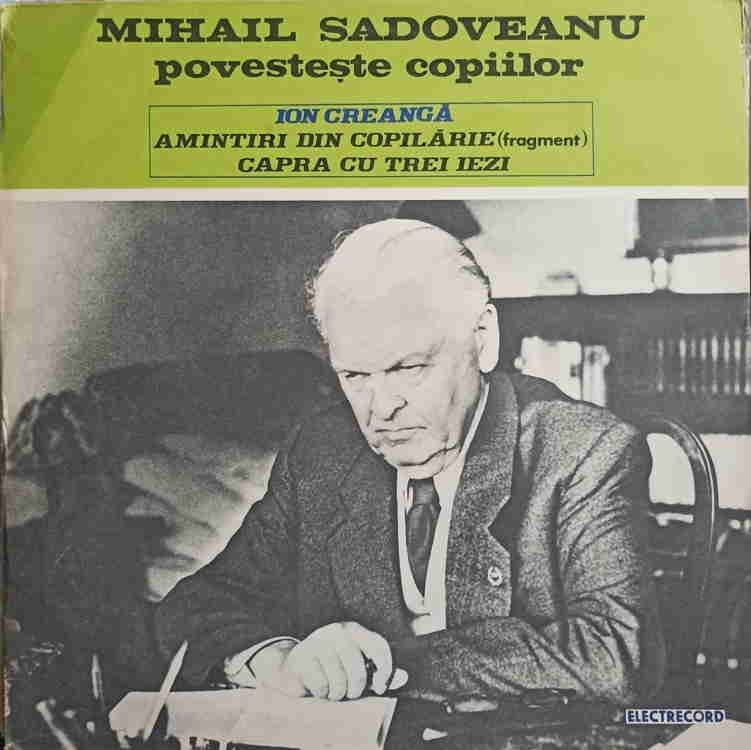 MIHAIL SADOVEANU
povestește copiilor
ION CREANGĂ
AMINTIRI DIN COPILĂRIE (fragment)
CAPRA CU TREI IEZI
ELECTRECORD